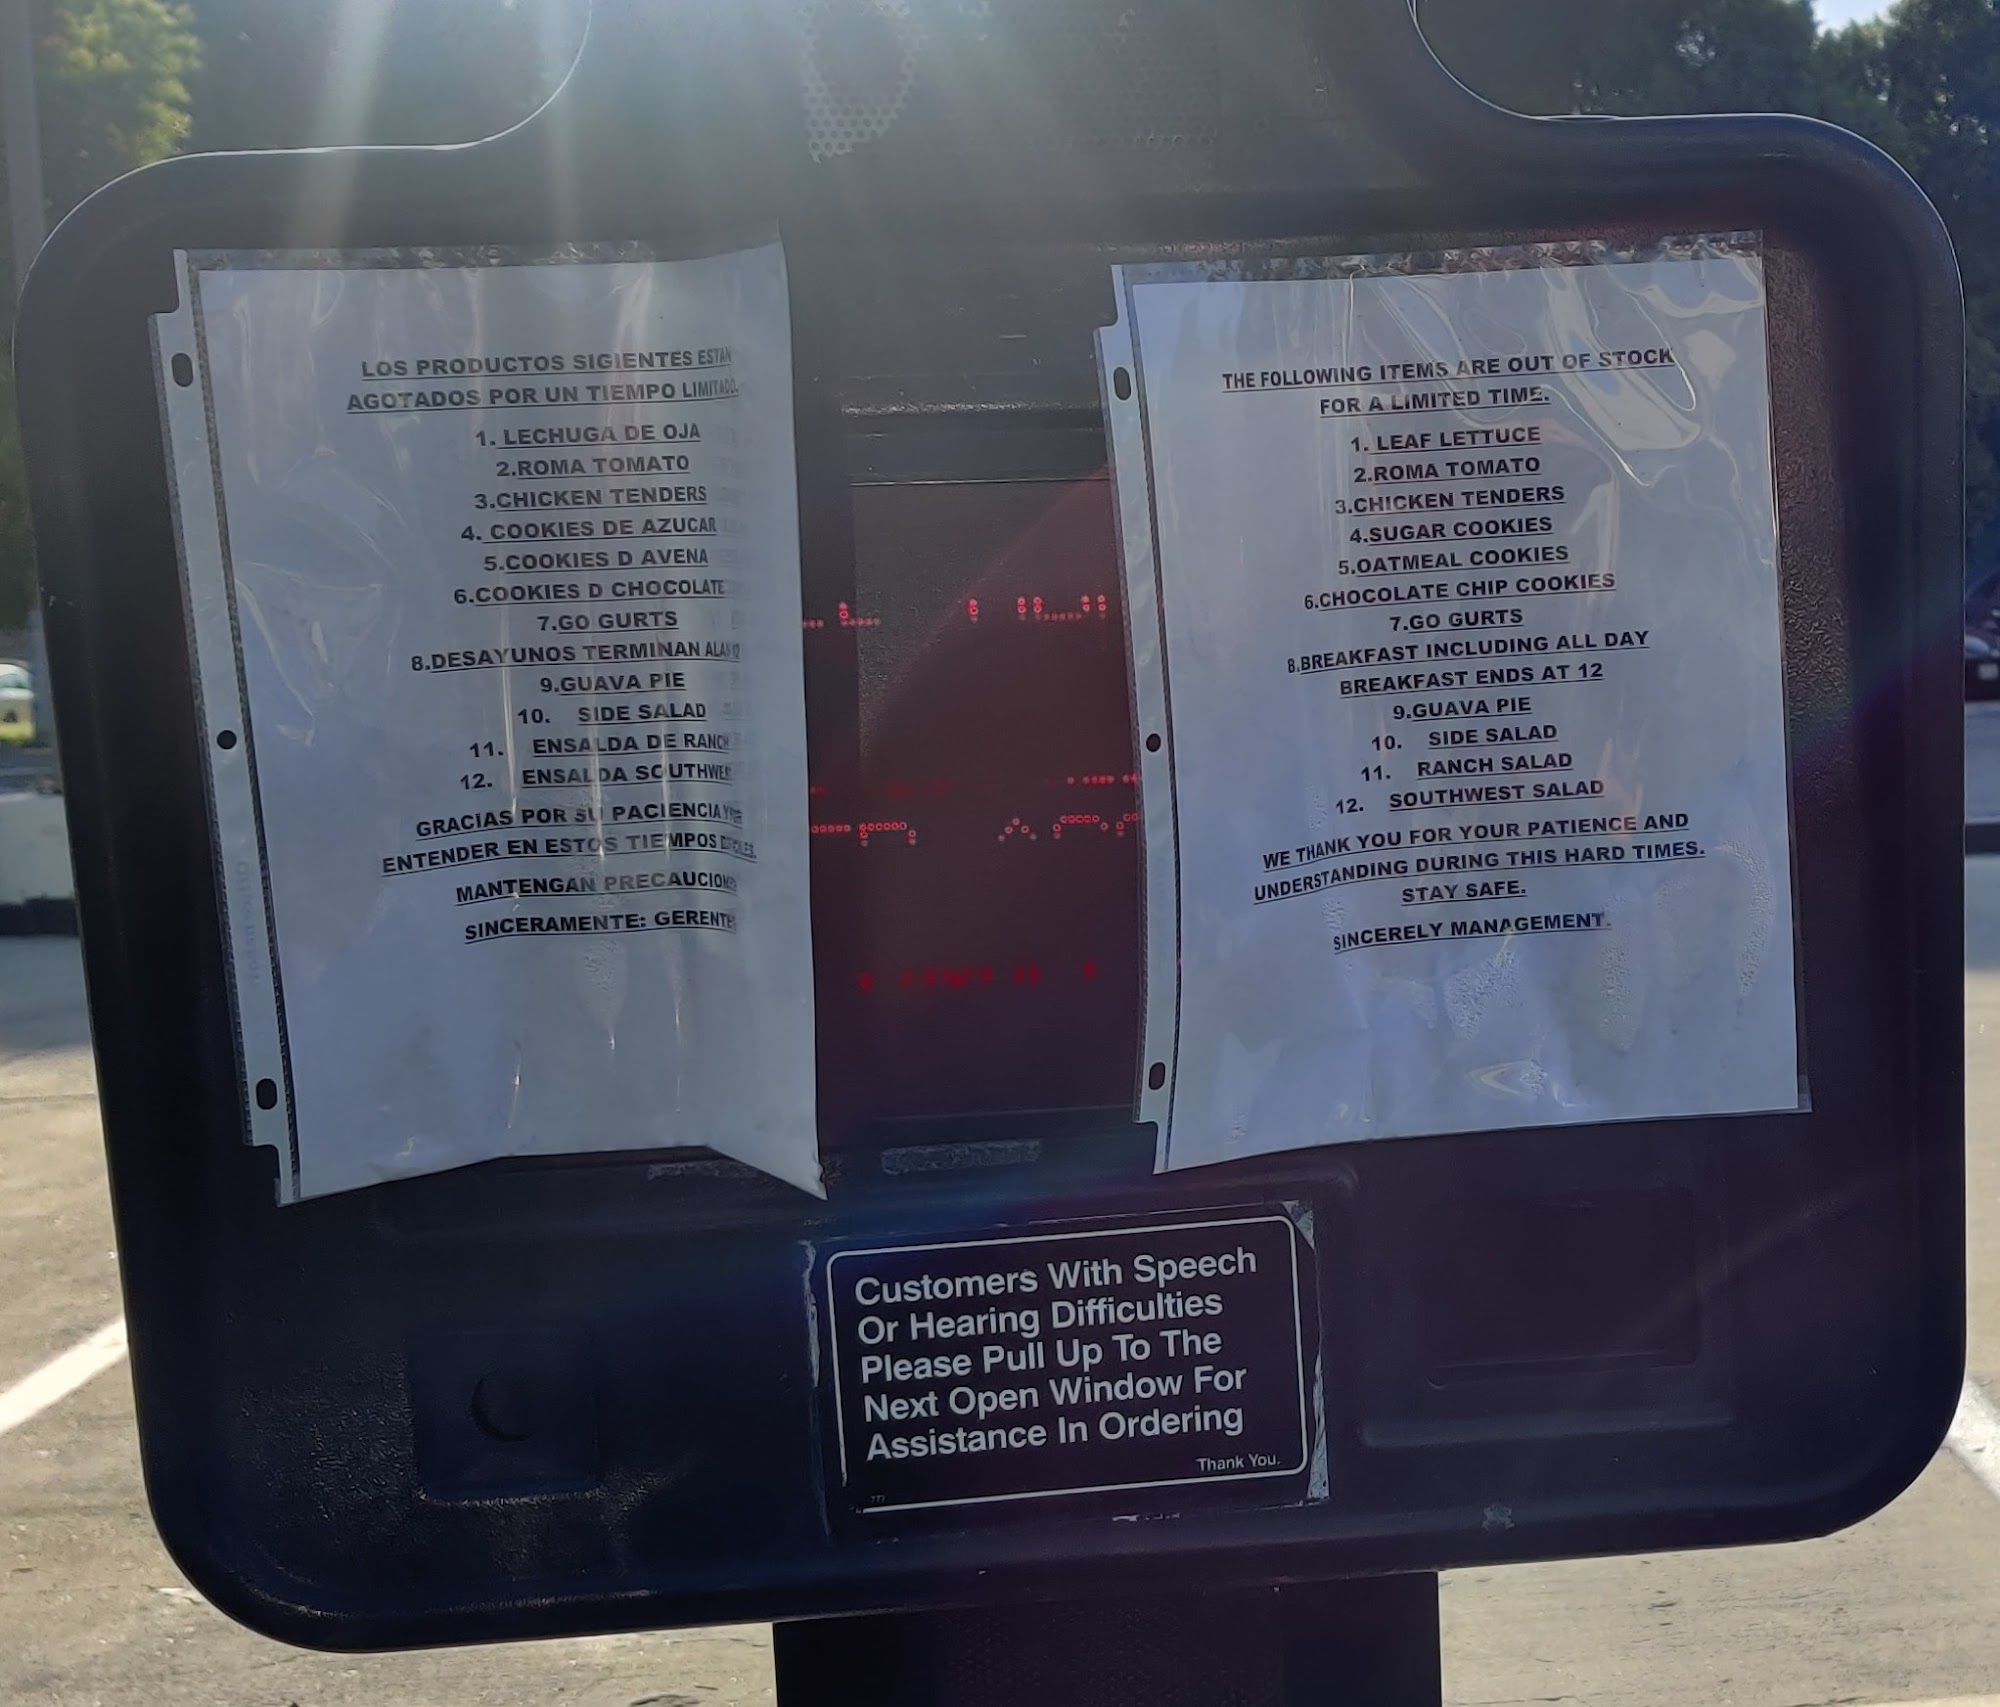 LOS PRODUCTOS SIGIENTES ESTAN
AGOTADOS POR UN TIEMPO LIMITADO.
1. LECHUGA DE OJA
2.ROMA TOMATO
3.CHICKEN TENDERS
4. COOKIES DE AZUCAR
5.COOKIES D AVENA
6.COOKIES D CHOCOLATE
7.GO GURTS
8.DESAYUNOS TERMINAN
9.GUAVA PIE
10. SIDE SALAD
11. ENSALDA DE RANCH
12. ENSALDA
GRACIAS POR SU PACIENCIA
ENTENDER EN ESTOS TIEMPOS
MANTENGAN
SINCERAMENTE:
THE FOLLOWING ITEMS ARE OUT OF STOCK
FOR A LIMITED TIME.
1. LEAF LETTUCE
2.ROMA TOMATO
3.CHICKEN TENDERS
4.SUGAR COOKIES
5.OATMEAL COOKIES
6.CHOCOLATE CHIP COOKIES
7.GO GURTS
8.BREAKFAST INCLUDING ALL DAY
BREAKFAST ENDS AT 12
9.GUAVA PIE
10. SIDE SALAD
11. RANCH SALAD
12. SOUTHWEST SALAD
WE THANK YOU FOR YOUR PATIENCE AND
UNDERSTANDING DURING THIS HARD TIMES.
STAY SAFE.
SINCERELY MANAGEMENT.
Customers With Speech
Or Hearing Difficulties
Please Pull Up To The
Next Open Window For
Assistance In Ordering
Thank You.